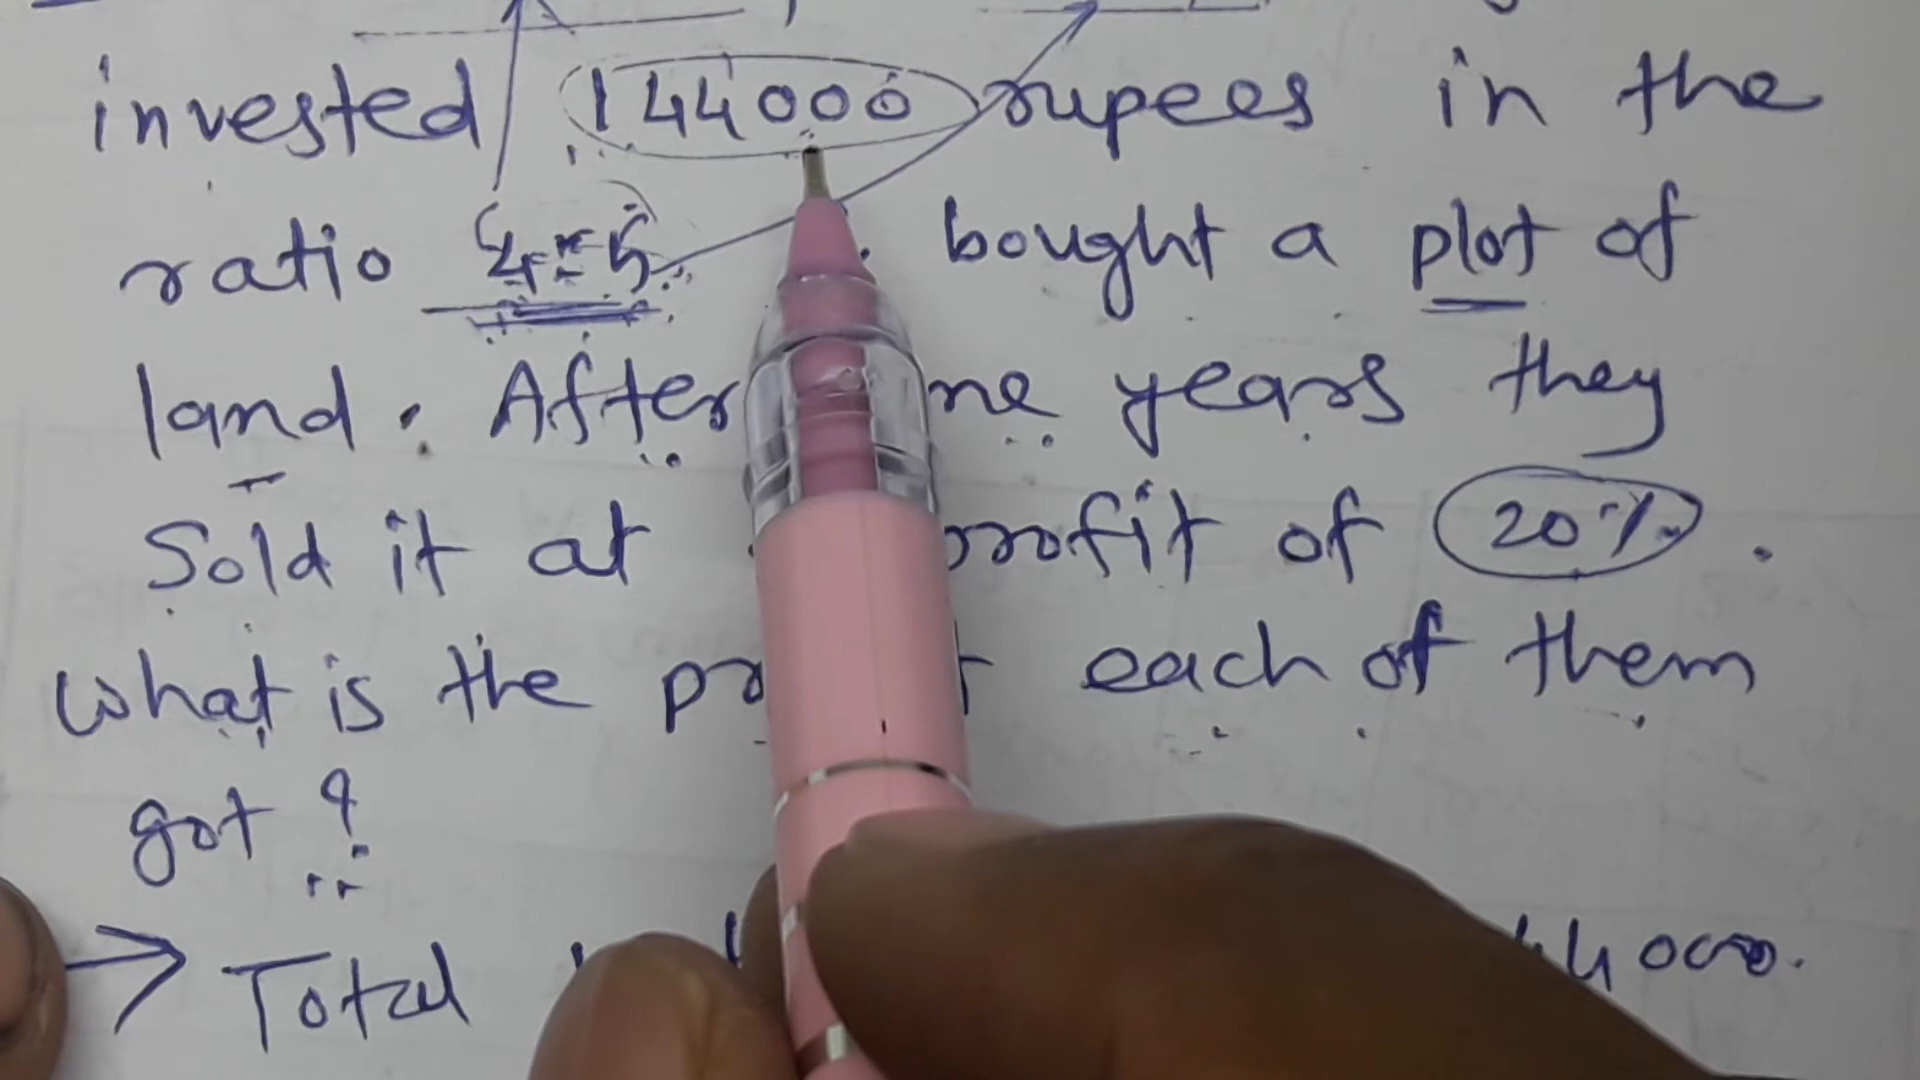 invested 144000 rupees in the
ratio 4:5. bought a plot of
land. After years they
Sold it at profit of 20%.
What is the each of them
got?
→ Total